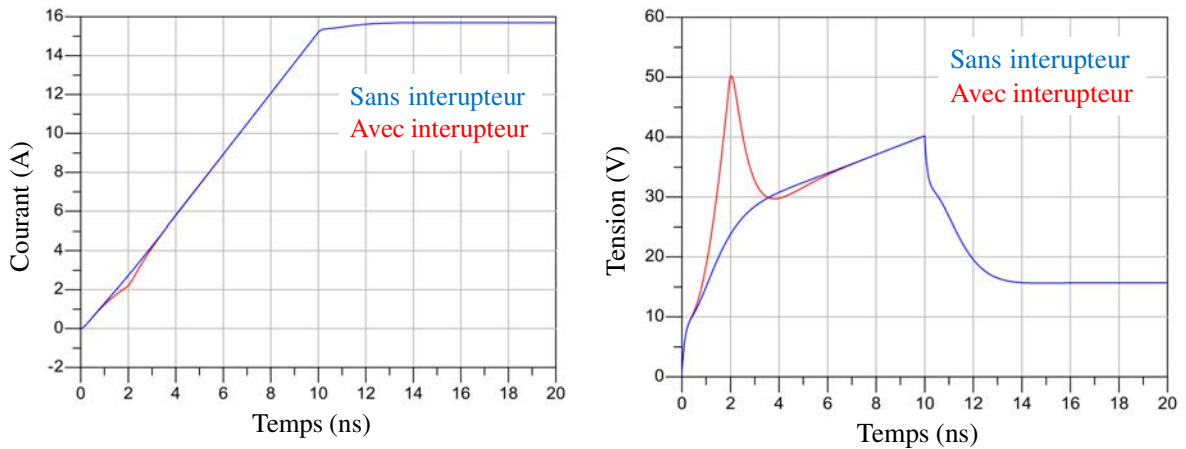 16
14
12
10
8
6
4
2
0
-2
Courant (A)
Sans interupteur
Avec interupteur
0 2 4 6 8 10 12 14 16 18 20
Temps (ns)
60
50
40
30
20
10
0
Tension (V)
Sans interupteur
Avec interupteur
0 2 4 6 8 10 12 14 16 18 20
Temps (ns)